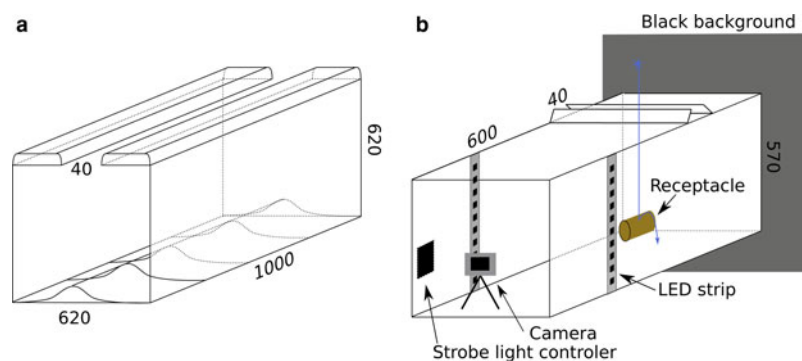 a
40
620
1000
620
b
Black background
40
600
570
Receptacle
LED strip
Camera
Strobe light controler